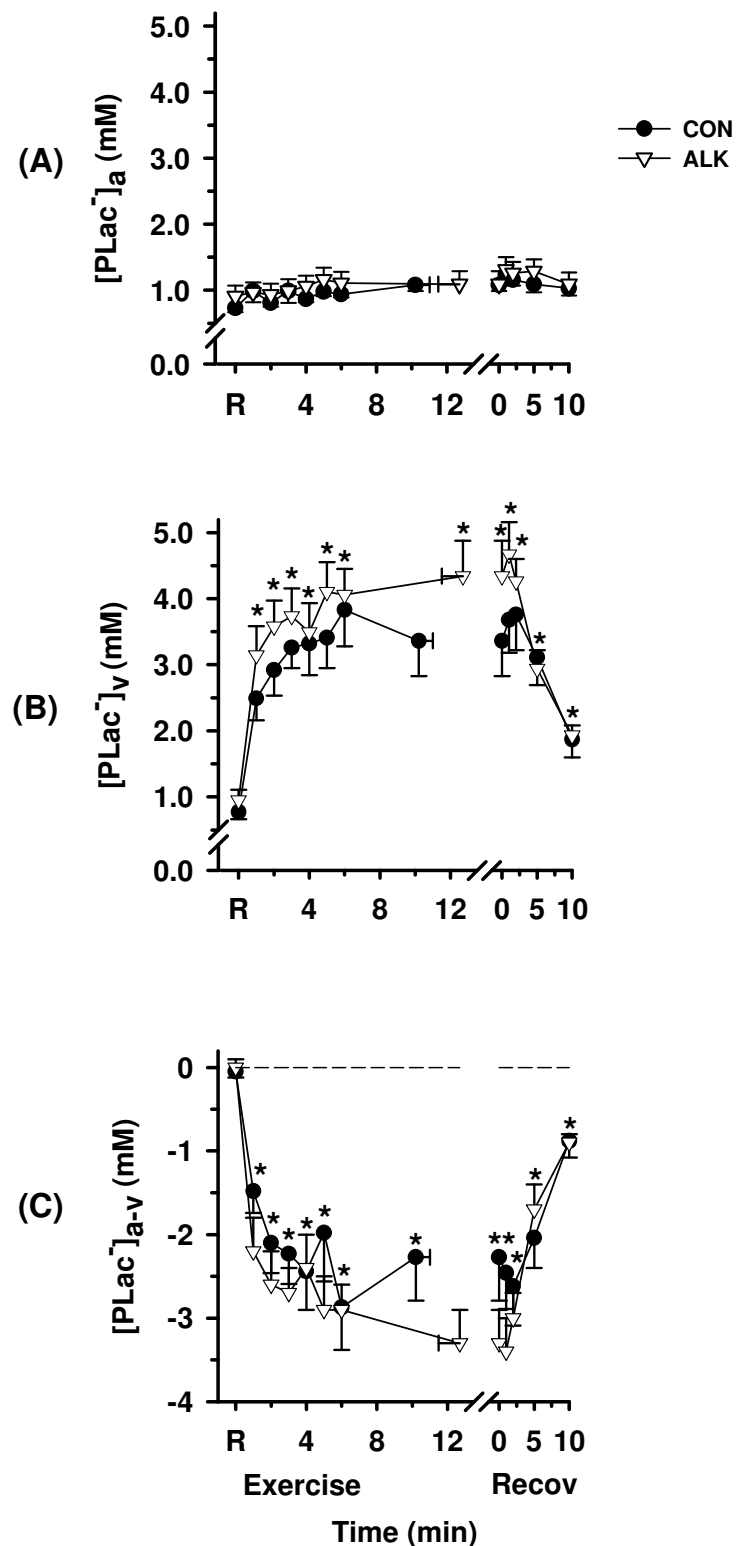 5.0
4.0
3.0
2.0
1.0
0.0
(A)
[PLac⁻]a (mM)
CON
ALK
R 4 8 12 0 5 10
5.0
4.0
3.0
2.0
1.0
0.0
(B)
[PLac⁻]v (mM)
* * * * * * * * * * * *
R 4 8 12 0 5 10
0
-1
-2
-3
-4
(C)
[PLac⁻]a-v (mM)
* * * * * * * ** * * *
R 4 8 12 0 5 10
Exercise Recov
Time (min)